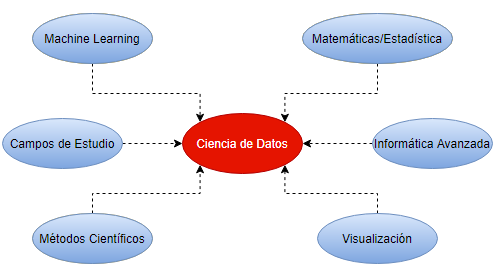 Machine Learning
Matemáticas/Estadística
Campos de Estudio
Ciencia de Datos
Informática Avanzada
Métodos Científicos
Visualización